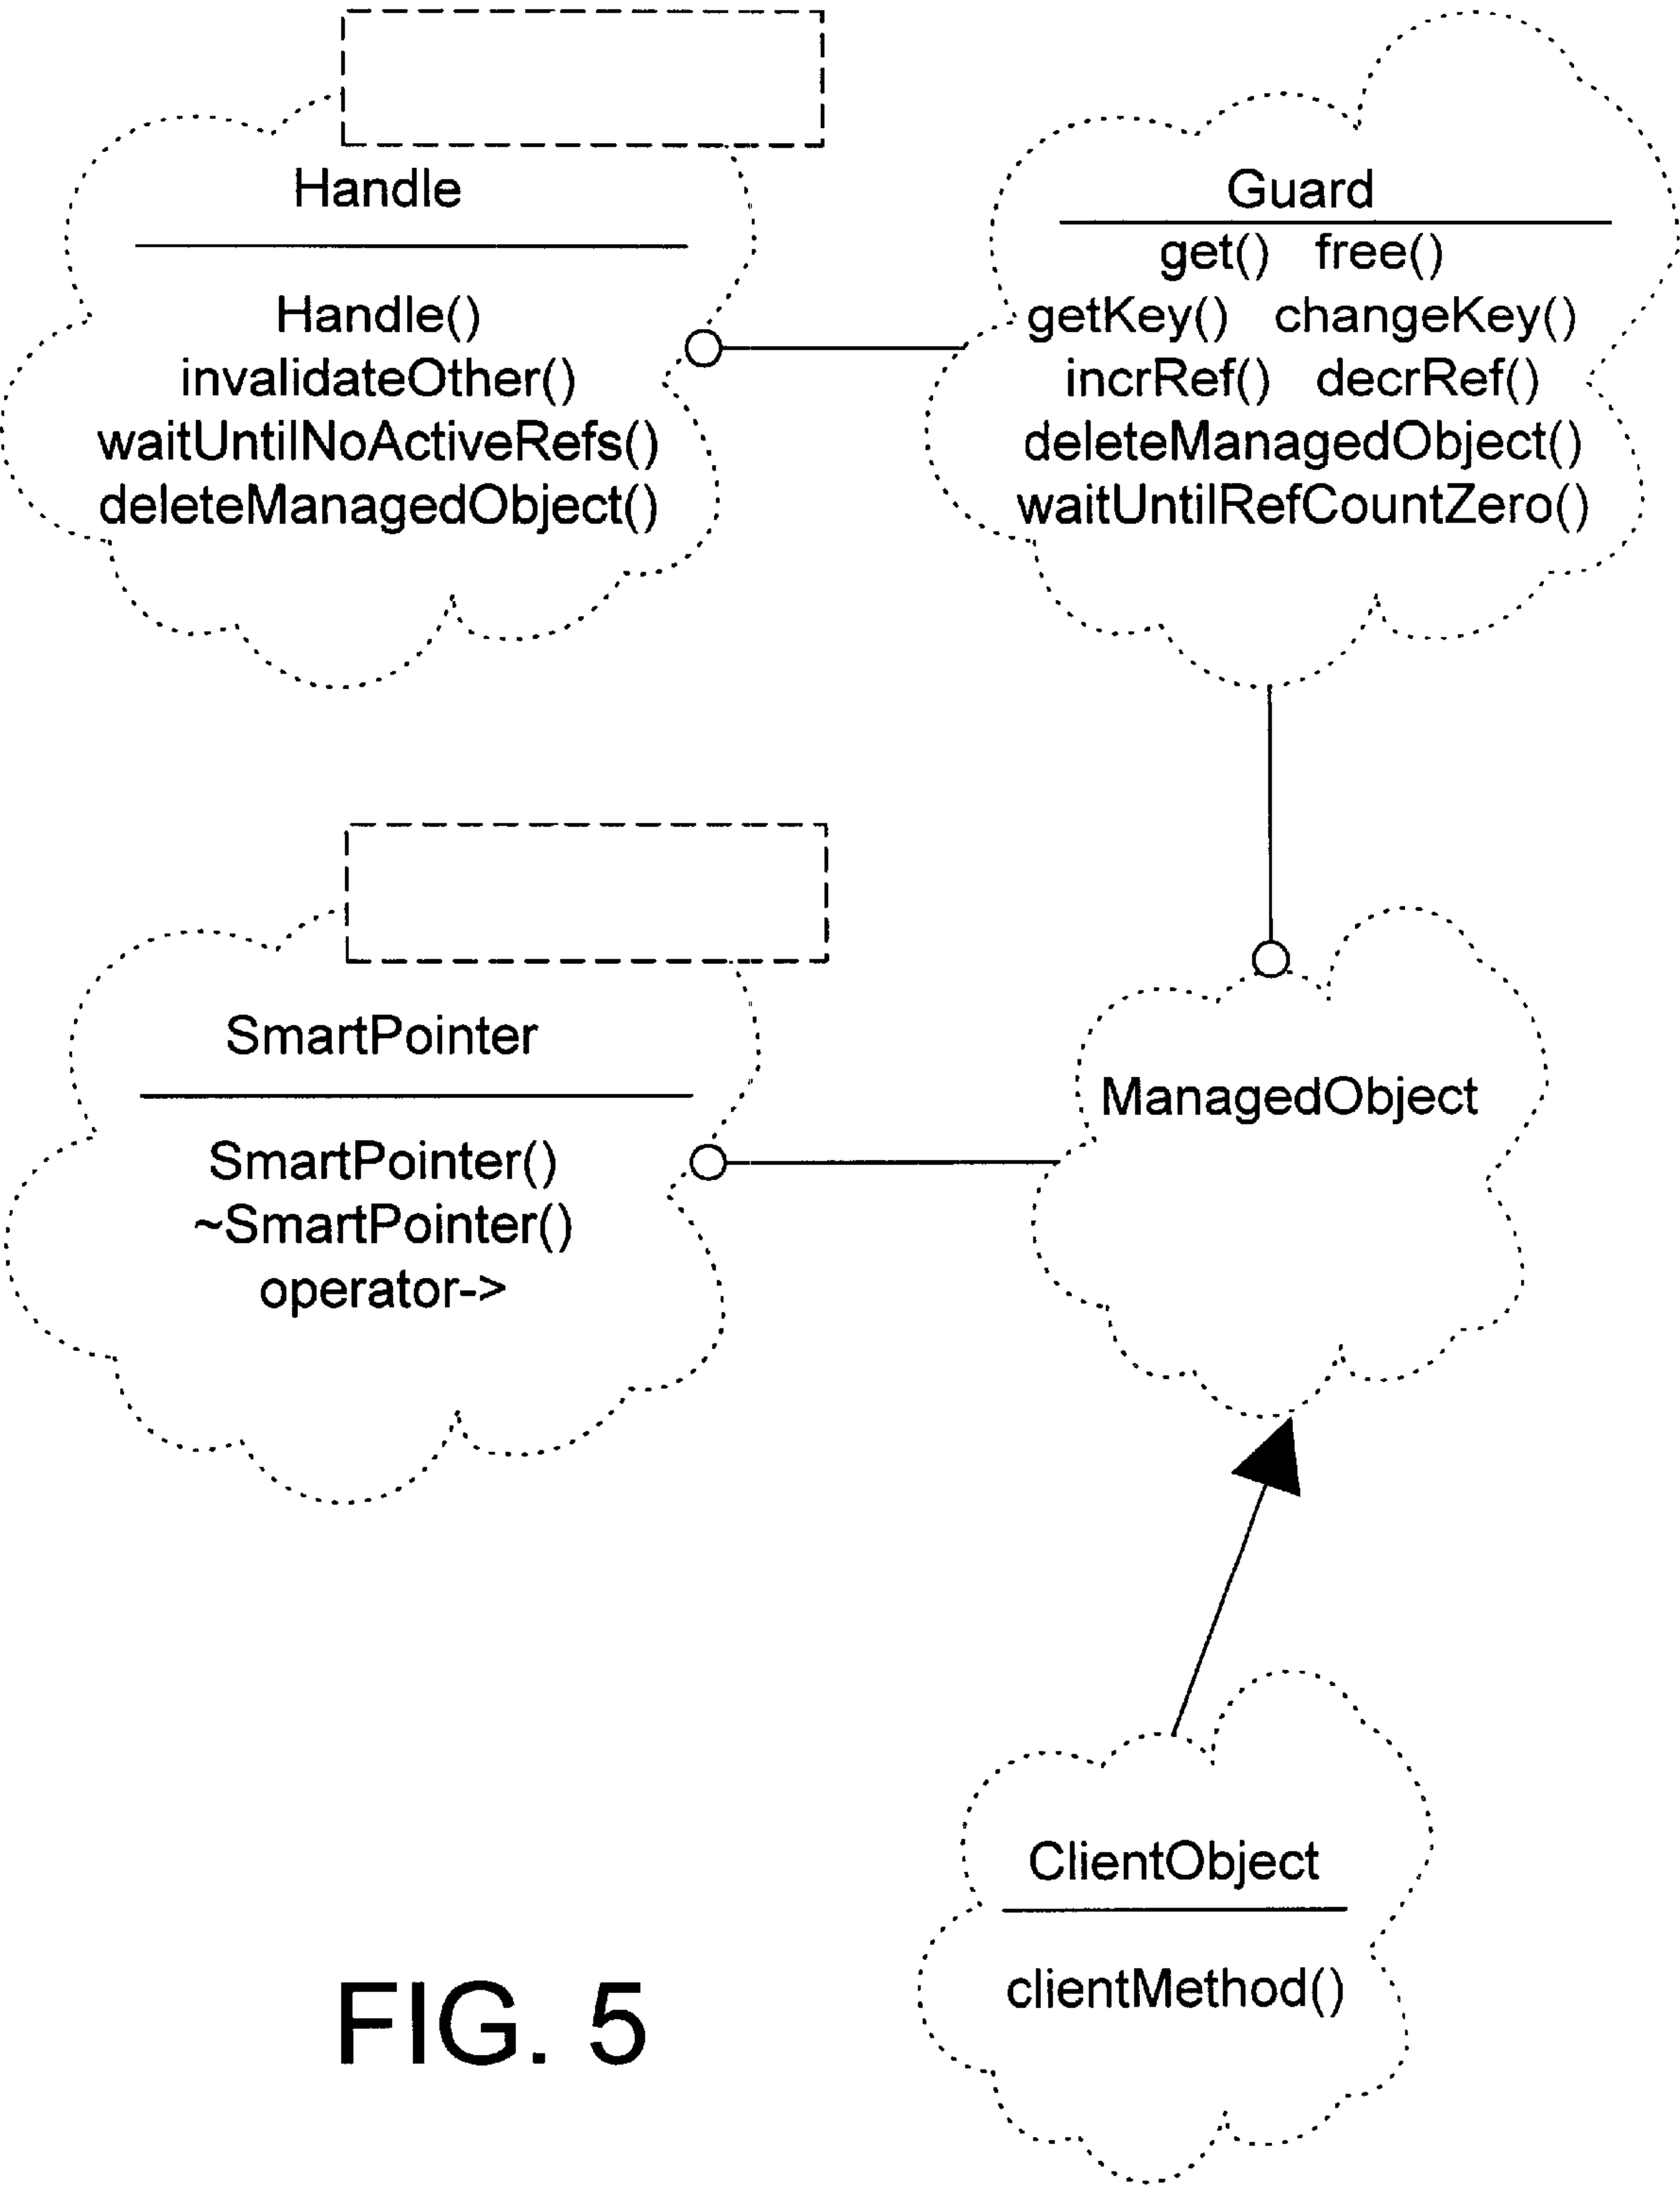 Handle
Handle()
invalidateOther()
waitUntilNoActiveRefs()
deleteManagedObject()
Guard
get() free()
getKey() changeKey()
incrRef() decrRef()
deleteManagedObject()
waitUntilRefCountZero()
SmartPointer
SmartPointer()
~SmartPointer()
operator->
ManagedObject
ClientObject
clientMethod()
FIG. 5